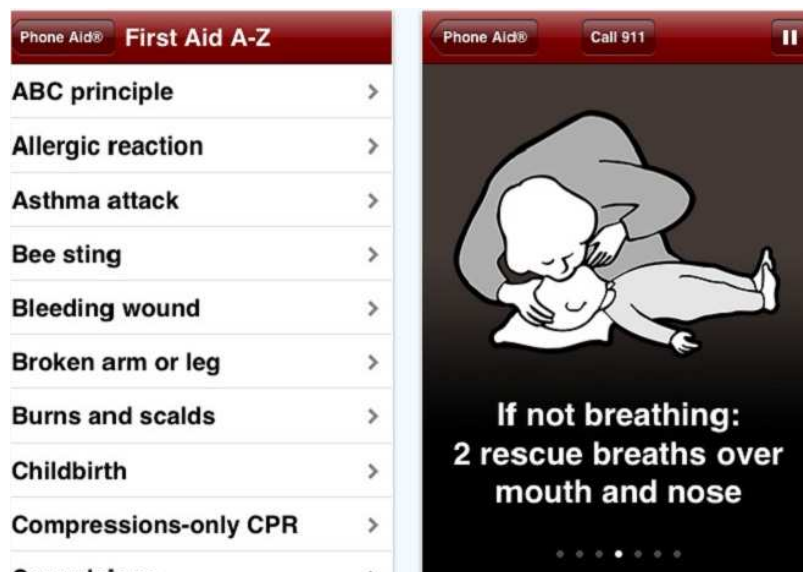 Phone Aid® First Aid A-Z
ABC principle
Allergic reaction
Asthma attack
Bee sting
Bleeding wound
Broken arm or leg
Burns and scalds
Childbirth
Compressions-only CPR
Phone Aid® Call 911
If not breathing:
2 rescue breaths over
mouth and nose